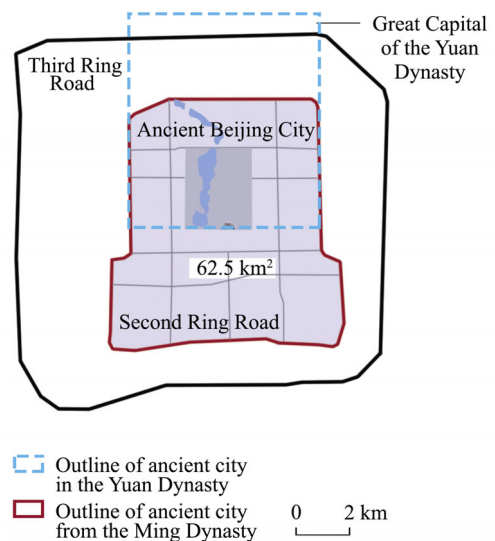 Great Capital
of the Yuan
Dynasty
Third Ring
Road
Ancient Beijing City
62.5 km²
Second Ring Road
Outline of ancient city
in the Yuan Dynasty
Outline of ancient city
from the Ming Dynasty
0 2 km